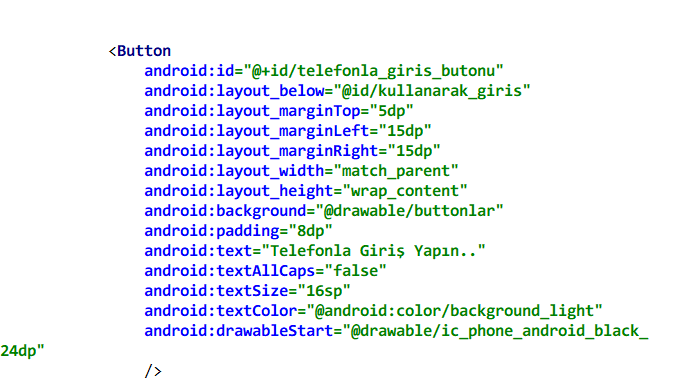 <Button
android:id="@+id/telefonla_giris_butonu"
android:layout_below="@id/kullanarak_giris"
android:layout_marginTop="5dp"
android:layout_marginLeft="15dp"
android:layout_marginRight="15dp"
android:layout_width="match_parent"
android:layout_height="wrap_content"
android:background="@drawable/buttonlar"
android:padding="8dp"
android:text="Telefonla Giriş Yapın.."
android:textAllCaps="false"
android:textSize="16sp"
android:textColor="@android:color/background_light"
android:drawableStart="@drawable/ic_phone_android_black_
24dp"
/>